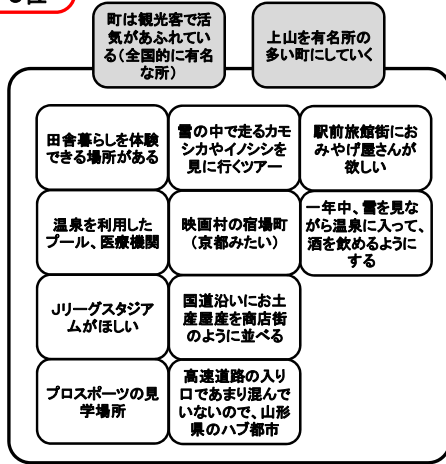 町は観光客で活
気があふれてい
る(全国的に有名
な所)
上山を有名所の
多い町にしていく
田舎暮らしを体験
できる場所がある
雪の中で走るカモ
シカやイノシシを
見に行くツアー
駅前旅館街にお
みやげ屋さんが
欲しい
温泉を利用した
プール、医療機関
映画村の宿場町
(京都みたい)
一年中、雪を見な
がら温泉に入って、
酒を飲めるように
する
Jリーグスタジア
ムがほしい
国道沿いにお土
産屋産を商店街
のように並べる
プロスポーツの見
学場所
高速道路の入り
口であまり混んで
いないので、山形
県のハブ都市